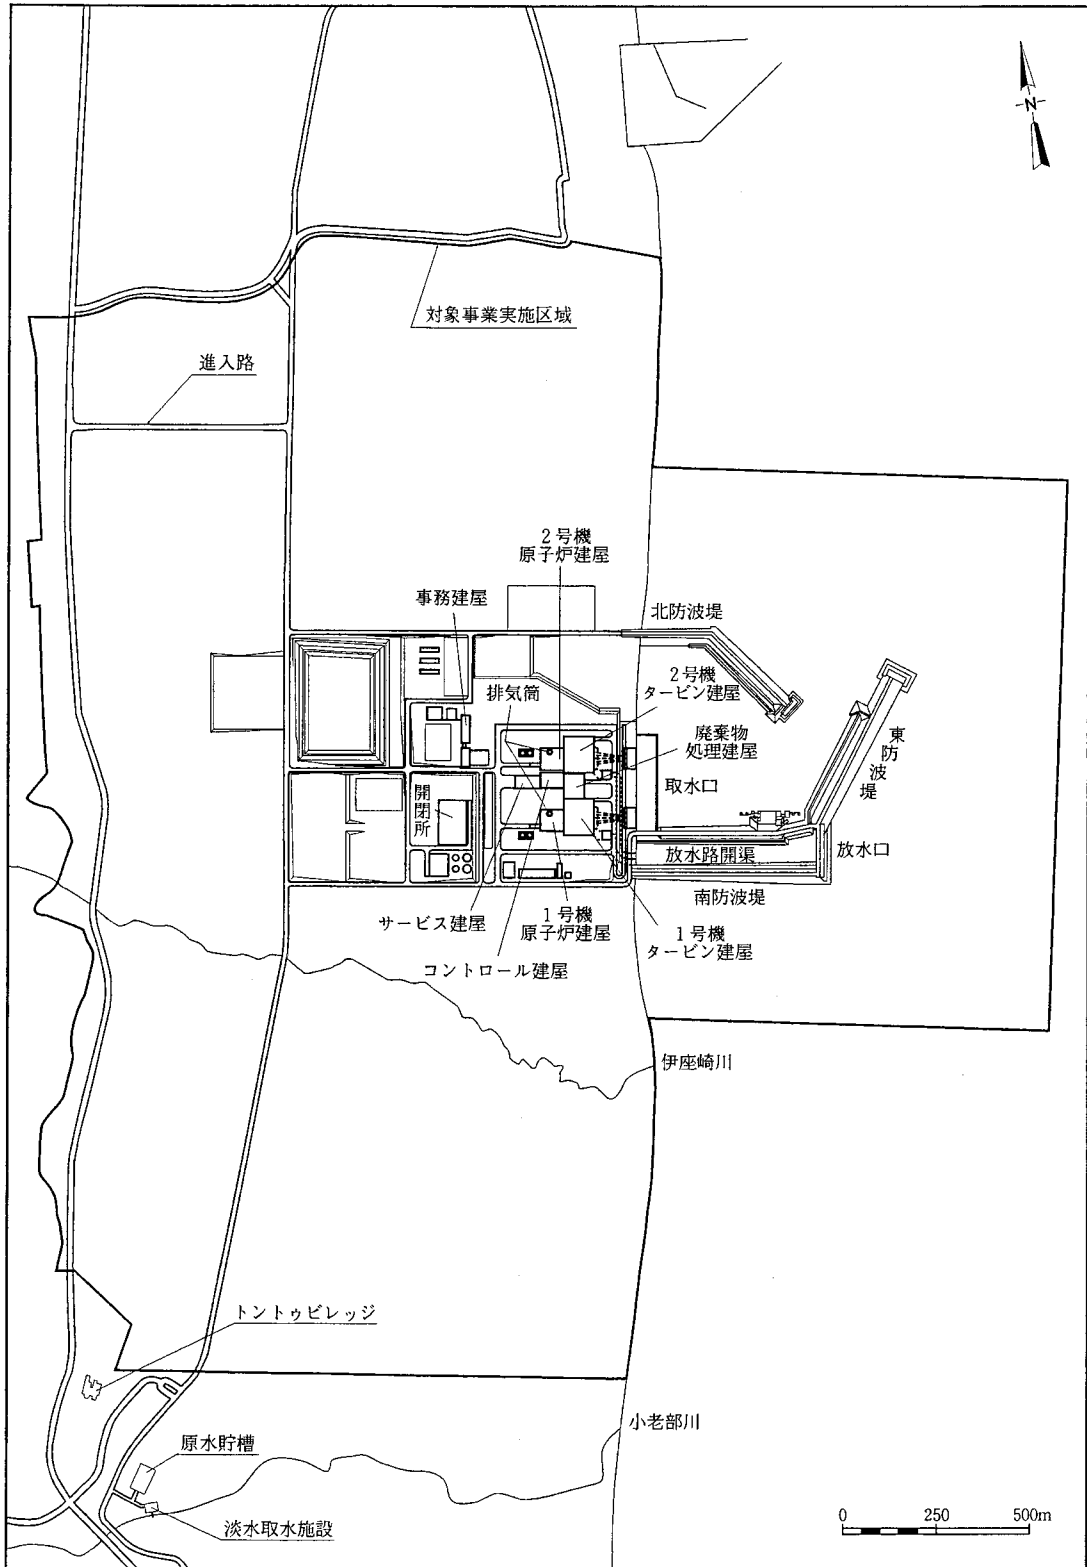 N
対象事業実施区域
進入路
2号機
原子炉建屋
事務建屋
北防波堤
排気筒
2号機
タービン建屋
廃棄物
処理建屋
東防波堤
取水口
開閉所
放水路開渠
放水口
南防波堤
サービス建屋
1号機
原子炉建屋
1号機
タービン建屋
コントロール建屋
伊座崎川
トントゥビレッジ
小老部川
原水貯槽
淡水取水施設
0 250 500m